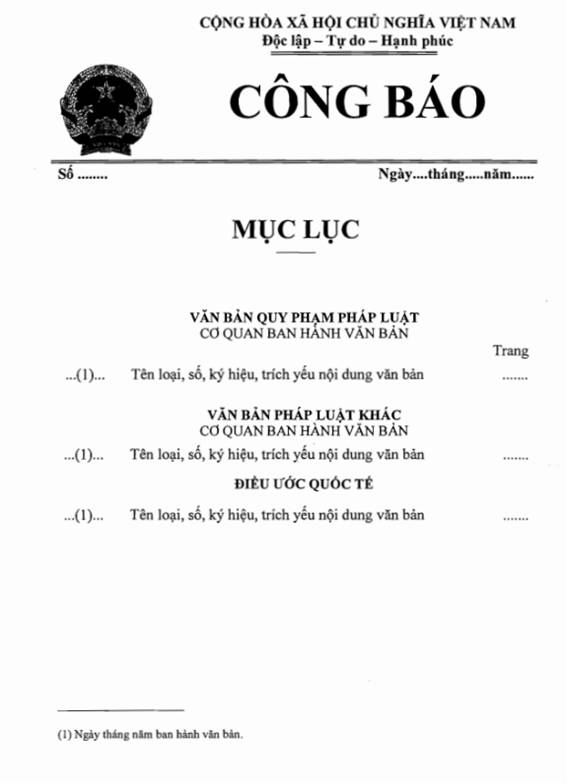 CỘNG HÒA XÃ HỘI CHỦ NGHĨA VIỆT NAM
Độc lập – Tự do – Hạnh phúc
CÔNG BÁO
Số ........ Ngày....tháng.....năm......
MỤC LỤC
VĂN BẢN QUY PHẠM PHÁP LUẬT
CƠ QUAN BAN HÀNH VĂN BẢN
Trang
...(1)... Tên loại, số, ký hiệu, trích yếu nội dung văn bản .......
VĂN BẢN PHÁP LUẬT KHÁC
CƠ QUAN BAN HÀNH VĂN BẢN
...(1)... Tên loại, số, ký hiệu, trích yếu nội dung văn bản .......
ĐIỀU ƯỚC QUỐC TẾ
...(1)... Tên loại, số, ký hiệu, trích yếu nội dung văn bản .......
(1) Ngày tháng năm ban hành văn bản.